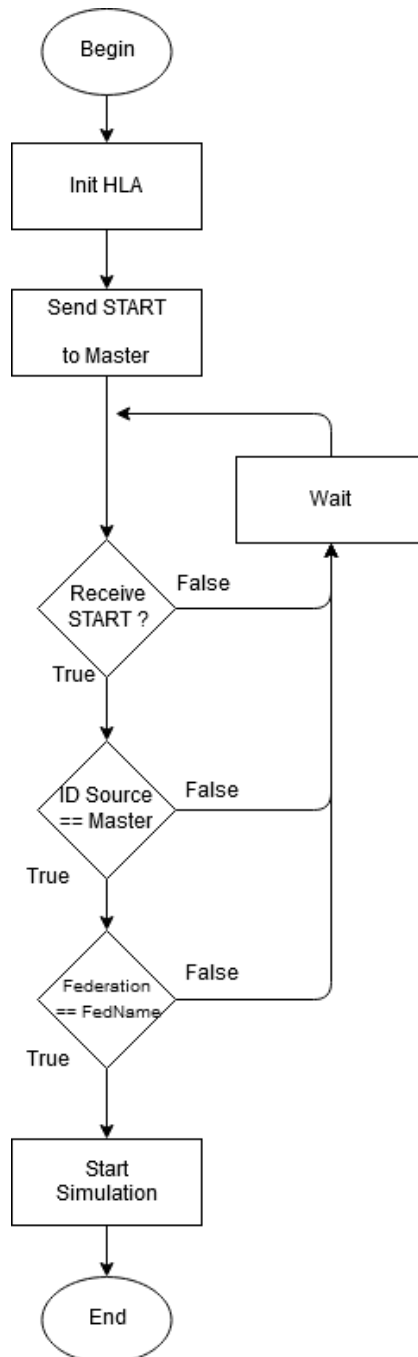 Begin
Init HLA
Send START
to Master
Wait
Receive
START ?
False
True
ID Source
== Master
False
True
Federation
== FedName
False
True
Start
Simulation
End